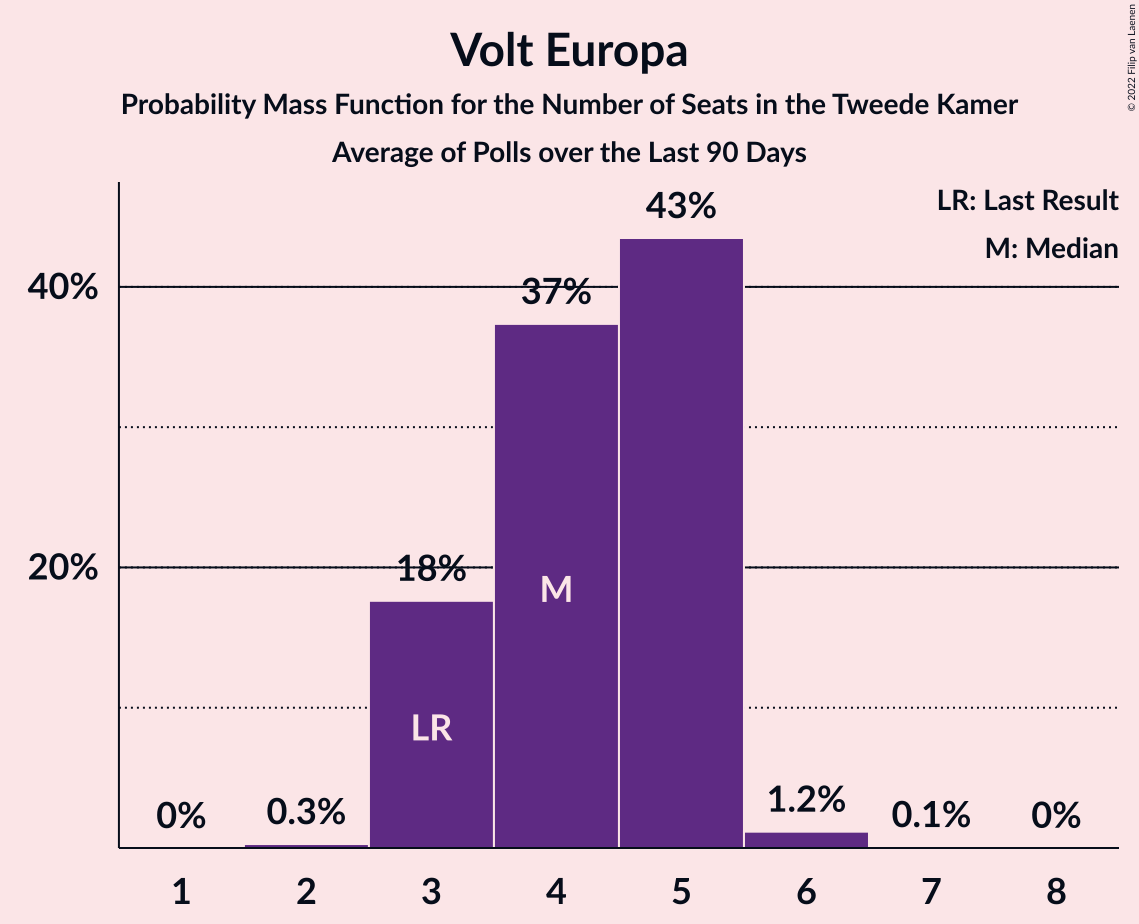 Volt Europa
Probability Mass Function for the Number of Seats in the Tweede Kamer
Average of Polls over the Last 90 Days
© 2022 Filip van Laenen
LR: Last Result
M: Median
43%
40%
37%
20%
18%
M
LR
0%
0.3%
1.2%
0.1%
0%
1 2 3 4 5 6 7 8